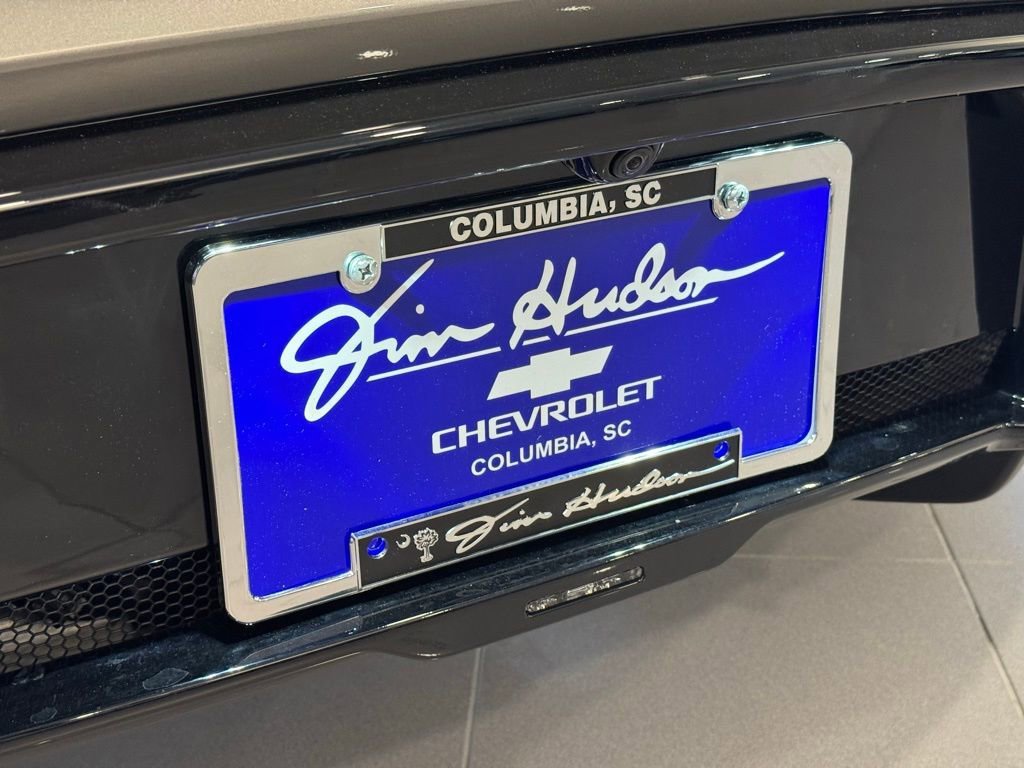 COLUMBIA, SC
Jim Hudson
CHEVROLET
COLUMBIA, SC
Jim Hudson